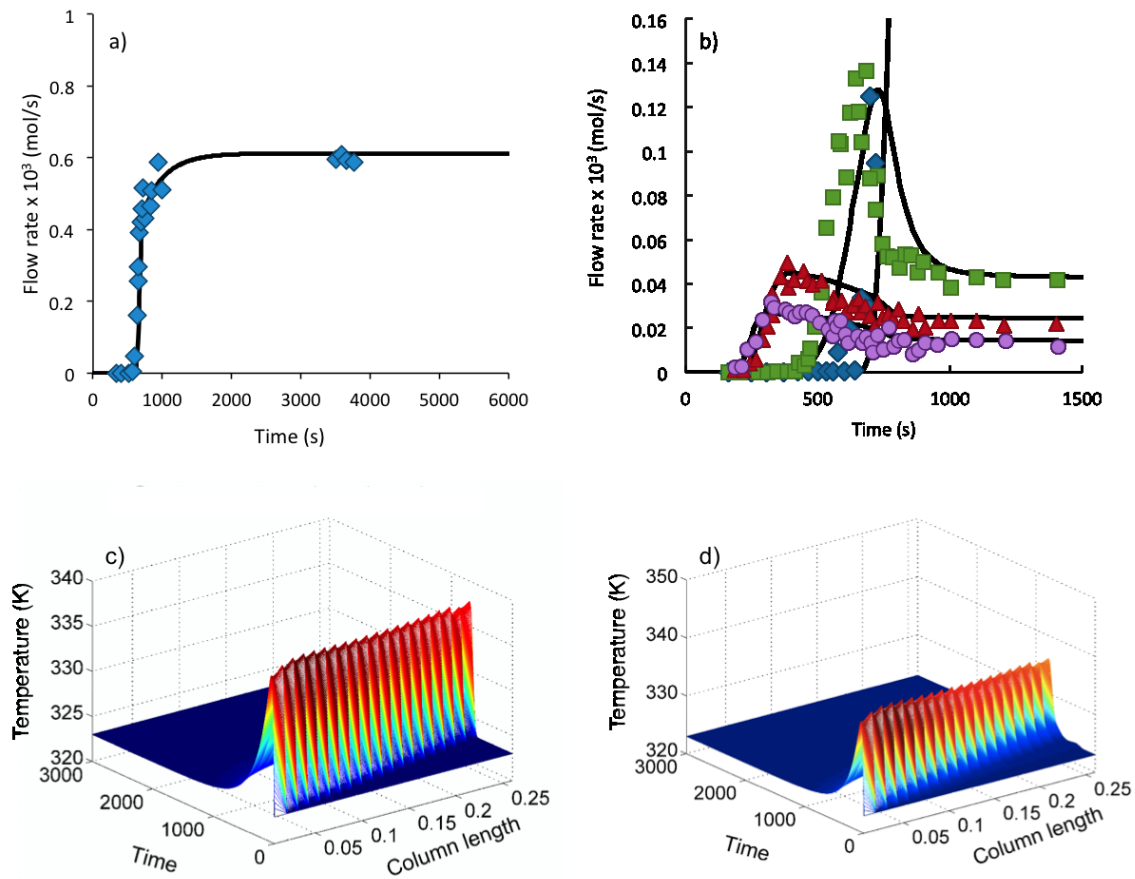 a)
Flow rate x 10³ (mol/s)
1
0.8
0.6
0.4
0.2
0
0 1000 2000 3000 4000 5000 6000
Time (s)
b)
Flow rate x 10³ (mol/s)
0.16
0.14
0.12
0.1
0.08
0.06
0.04
0.02
0
0 500 1000 1500
Time (s)
c)
Temperature (K)
340
335
330
325
320
3000
2000
1000
0
Time
0.05 0.1 0.15 0.2 0.25
Column length
d)
Temperature (K)
350
340
330
320
3000
2000
1000
0
Time
0.05 0.1 0.15 0.2 0.25
Column length